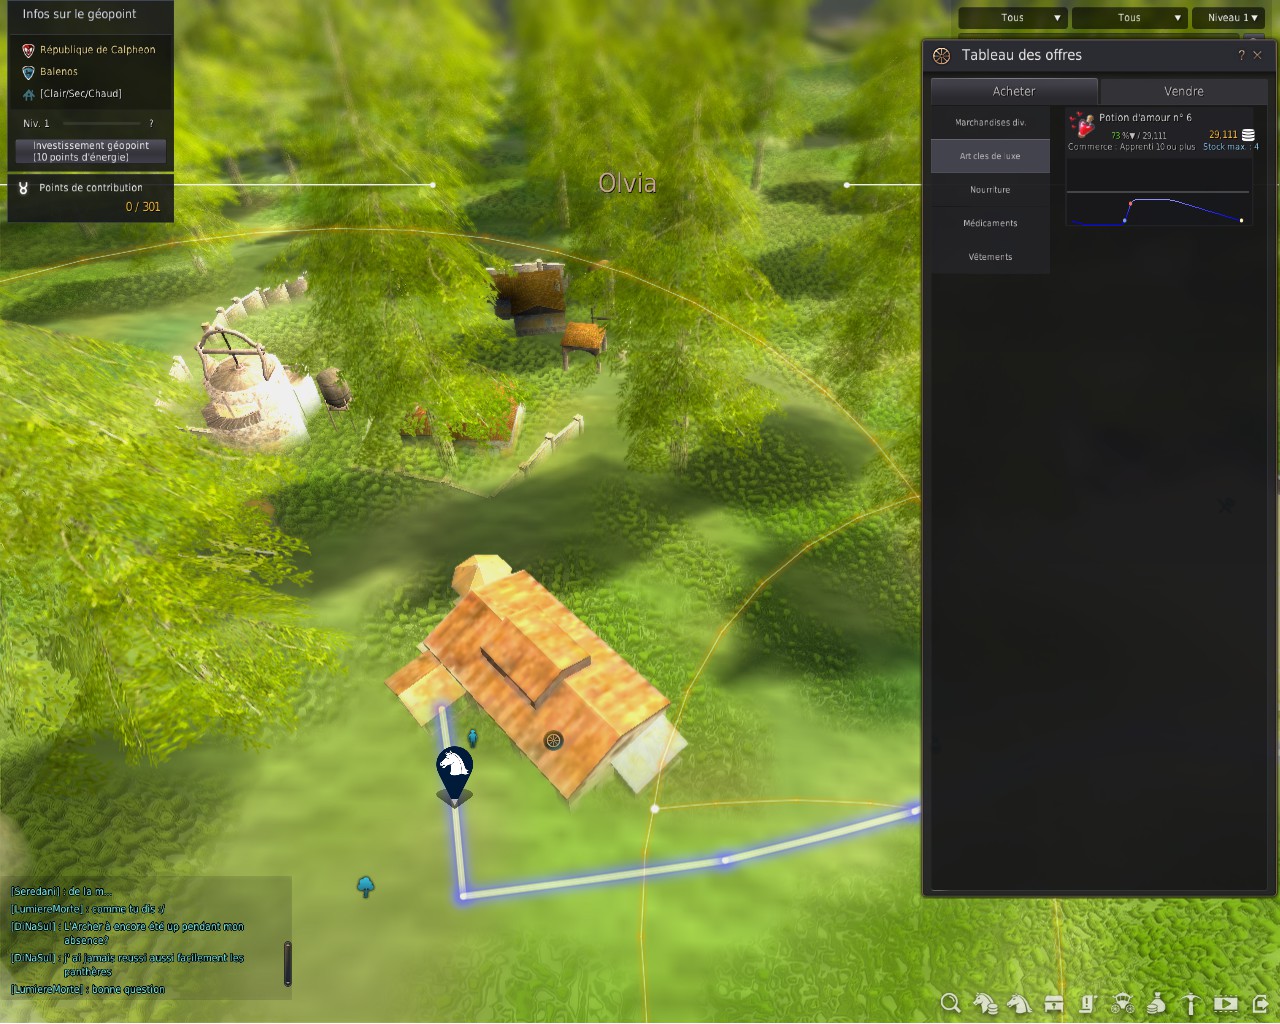 Infos sur le géopoint
République de Calpheon
Balenos
[Clair/Sec/Chaud]
Niv. 1 ?
Investissement géopoint
(10 points d'énergie)
Points de contribution
0 / 301
Olvia
Tous
Tous
Niveau 1
Tableau des offres
?
Acheter
Vendre
Marchandises div.
Art cles de luxe
Nourriture
Médicaments
Vêtements
Potion d'amour n° 6
73 %▼ / 29,111
29,111
Commerce : Apprenti 10 ou plus
Stock max. : 4
[Seredani] : de la m...
[LumiereMorte] : comme tu dis :/
[DiNaSul] : L'Archer à encore été up pendant mon
absence?
[DiNaSul] : j' ai jamais reussi aussi facilement les
panthères
[LumiereMorte] : bonne question